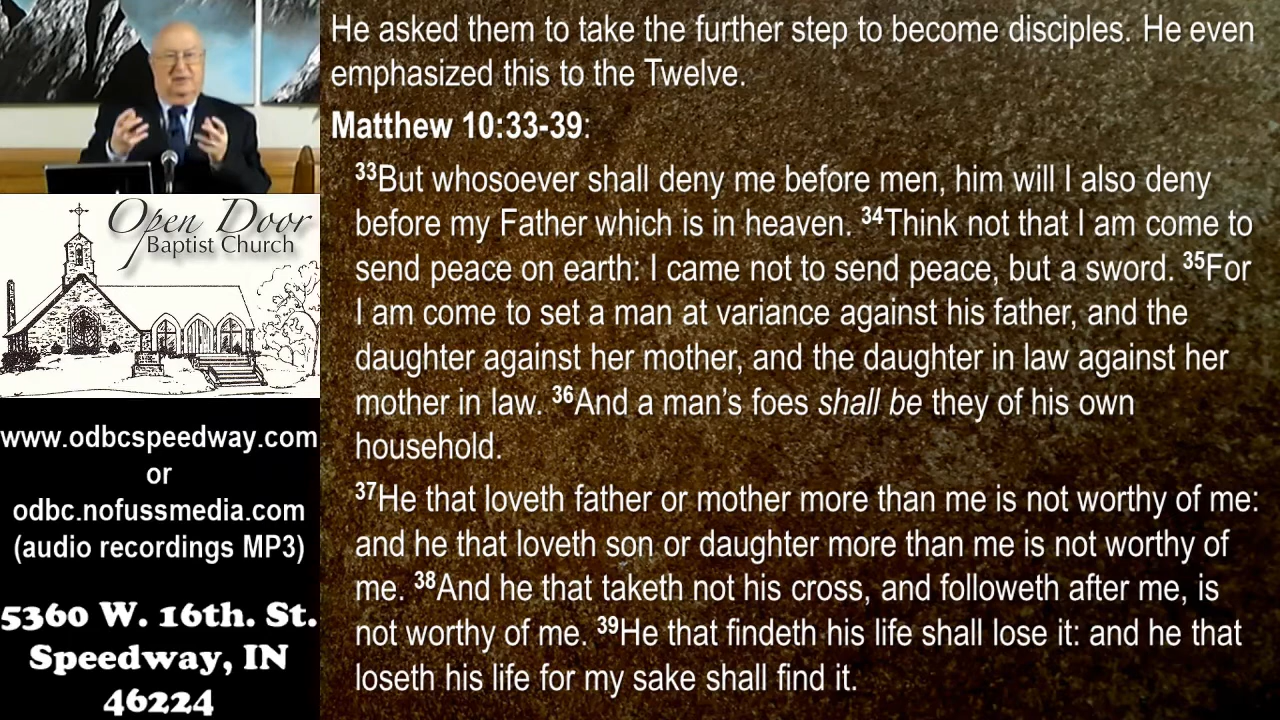 He asked them to take the further step to become disciples. He even
emphasized this to the Twelve.
Matthew 10:33-39:
33But whosoever shall deny me before men, him will I also deny
before my Father which is in heaven. 34Think not that I am come to
send peace on earth: I came not to send peace, but a sword. 35For
I am come to set a man at variance against his father, and the
daughter against her mother, and the daughter in law against her
mother in law. 36And a man’s foes shall be they of his own
household.
37He that loveth father or mother more than me is not worthy of me:
and he that loveth son or daughter more than me is not worthy of
me. 38And he that taketh not his cross, and followeth after me, is
not worthy of me. 39He that findeth his life shall lose it: and he that
loseth his life for my sake shall find it.
Open Door
Baptist Church
www.odbcspeedway.com
or
odbc.nofussmedia.com
(audio recordings MP3)
5360 W. 16th. St.
Speedway, IN
46224